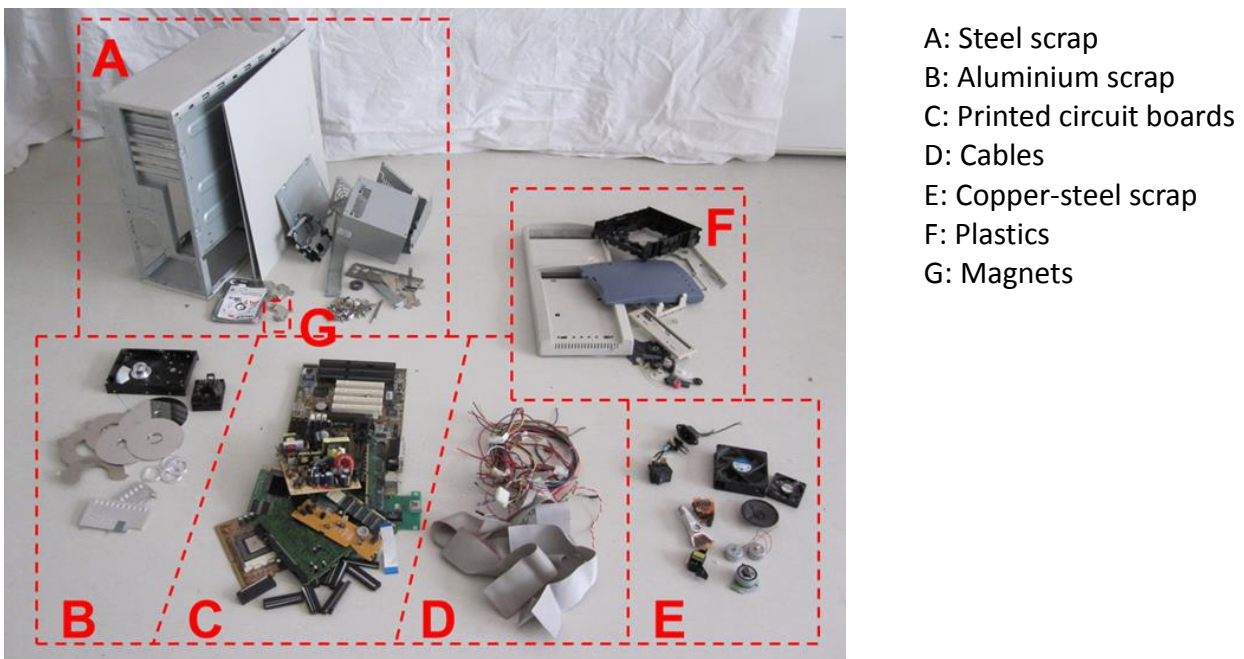 A
F
G
B
C
D
E
A: Steel scrap
B: Aluminium scrap
C: Printed circuit boards
D: Cables
E: Copper-steel scrap
F: Plastics
G: Magnets